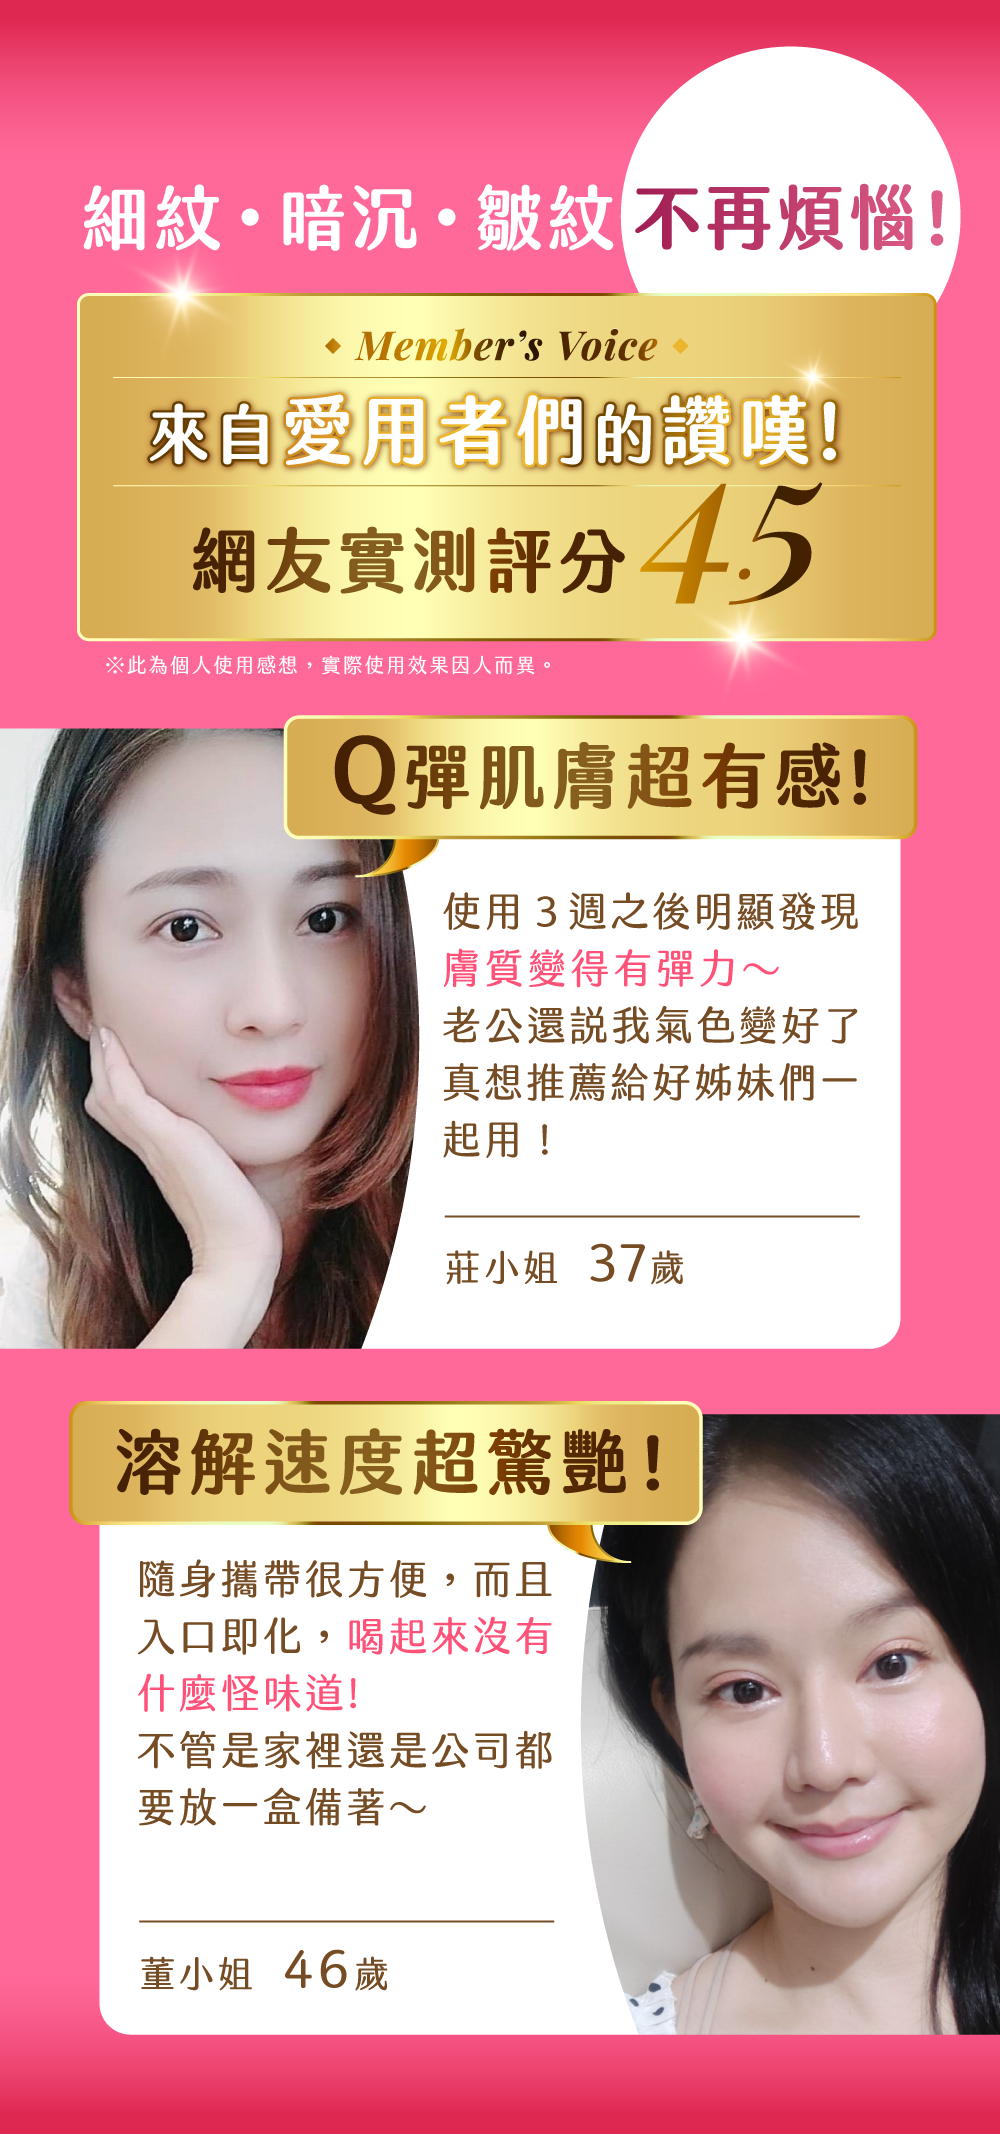 細紋・暗沉・皺紋不再煩惱!
Member's Voice
來自愛用者們的讚嘆!
網友實測評分4.5
※此為個人使用感想，實際使用效果因人而異。
Q彈肌膚超有感!
使用3週之後明顯發現
膚質變得有彈力～
老公還說我氣色變好了
真想推薦給好姊妹們一
起用！
莊小姐 37歲
溶解速度超驚艷!
隨身攜帶很方便，而且
入口即化，喝起來沒有
什麼怪味道!
不管是家裡還是公司都
要放一盒備著～
董小姐 46歲